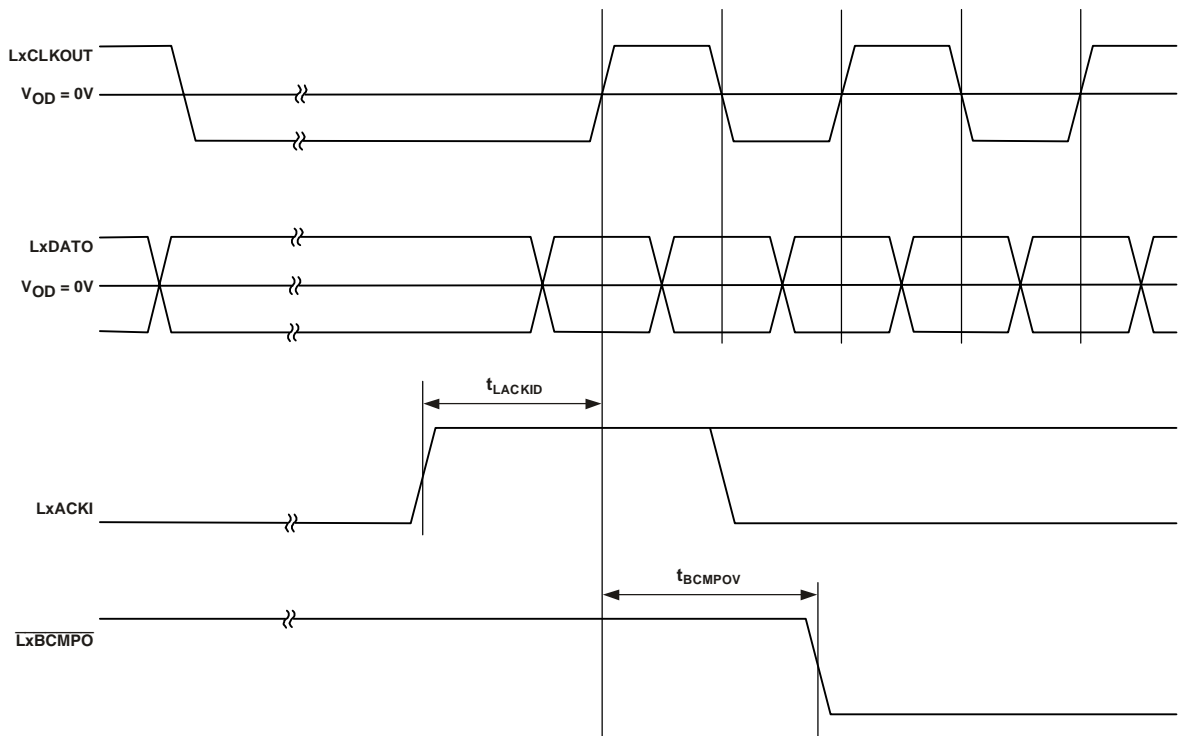 LxCLKOUT
VOD = 0V
LxDATO
VOD = 0V
tLACKID
LxACKI
tBCMPOV
LxBCMPO